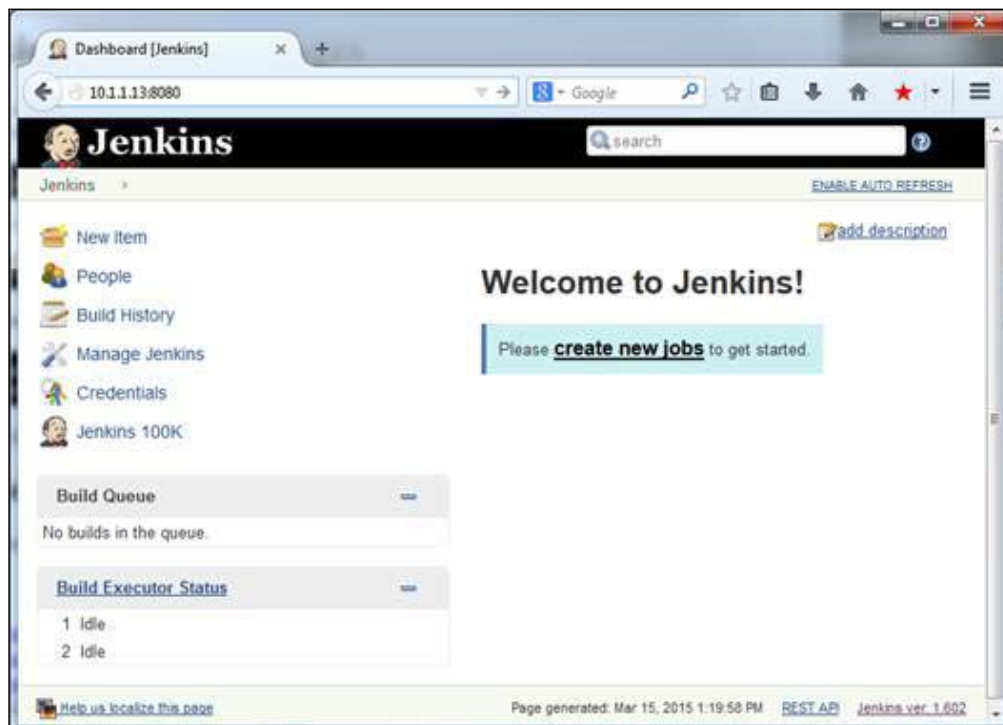 Dashboard [Jenkins]
10.1.1.13:8080
Google
Jenkins
search
Jenkins
ENABLE AUTO REFRESH
New Item
People
Build History
Manage Jenkins
Credentials
Jenkins 100K
add description
Welcome to Jenkins!
Please create new jobs to get started.
Build Queue
No builds in the queue.
Build Executor Status
1 Idle
2 Idle
Help us localize this page
Page generated: Mar 15, 2015 1:19:58 PM
REST API
Jenkins ver. 1.602